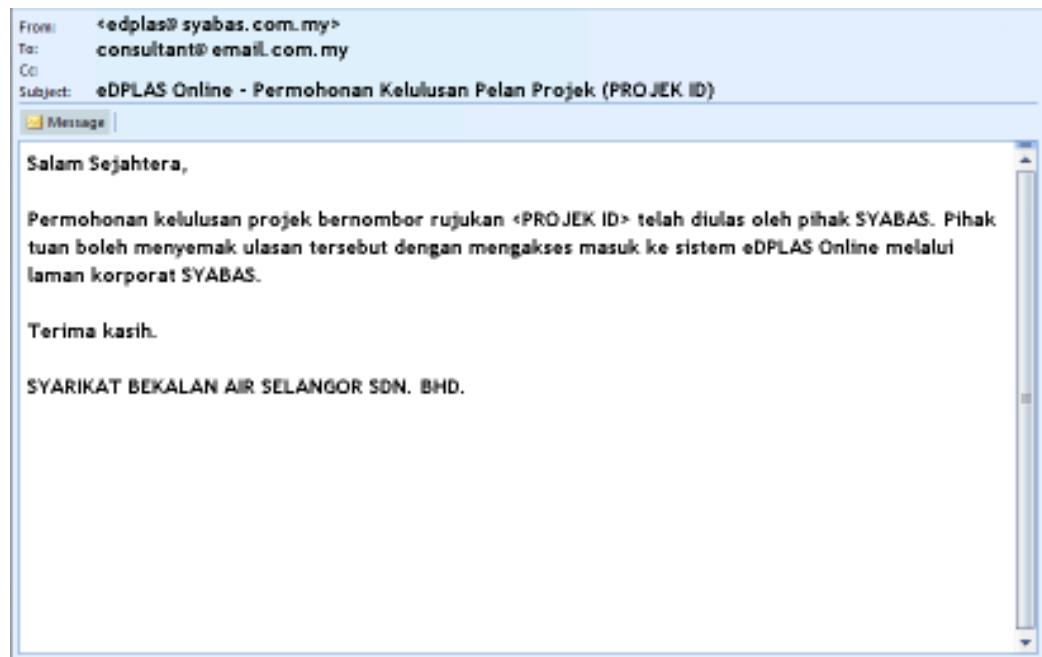 From: <edplas@syabas.com.my>
To: consultant@email.com.my
Cc:
Subject: eDPLAS Online - Permohonan Kelulusan Pelan Projek (PROJEK ID)
Message
Salam Sejahtera,
Permohonan kelulusan projek bernombor rujukan <PROJEK ID> telah diulas oleh pihak SYABAS. Pihak
tuan boleh menyemak ulasan tersebut dengan mengakses masuk ke sistem eDPLAS Online melalui
laman korporat SYABAS.
Terima kasih.
SYARIKAT BEKALAN AIR SELANGOR SDN. BHD.